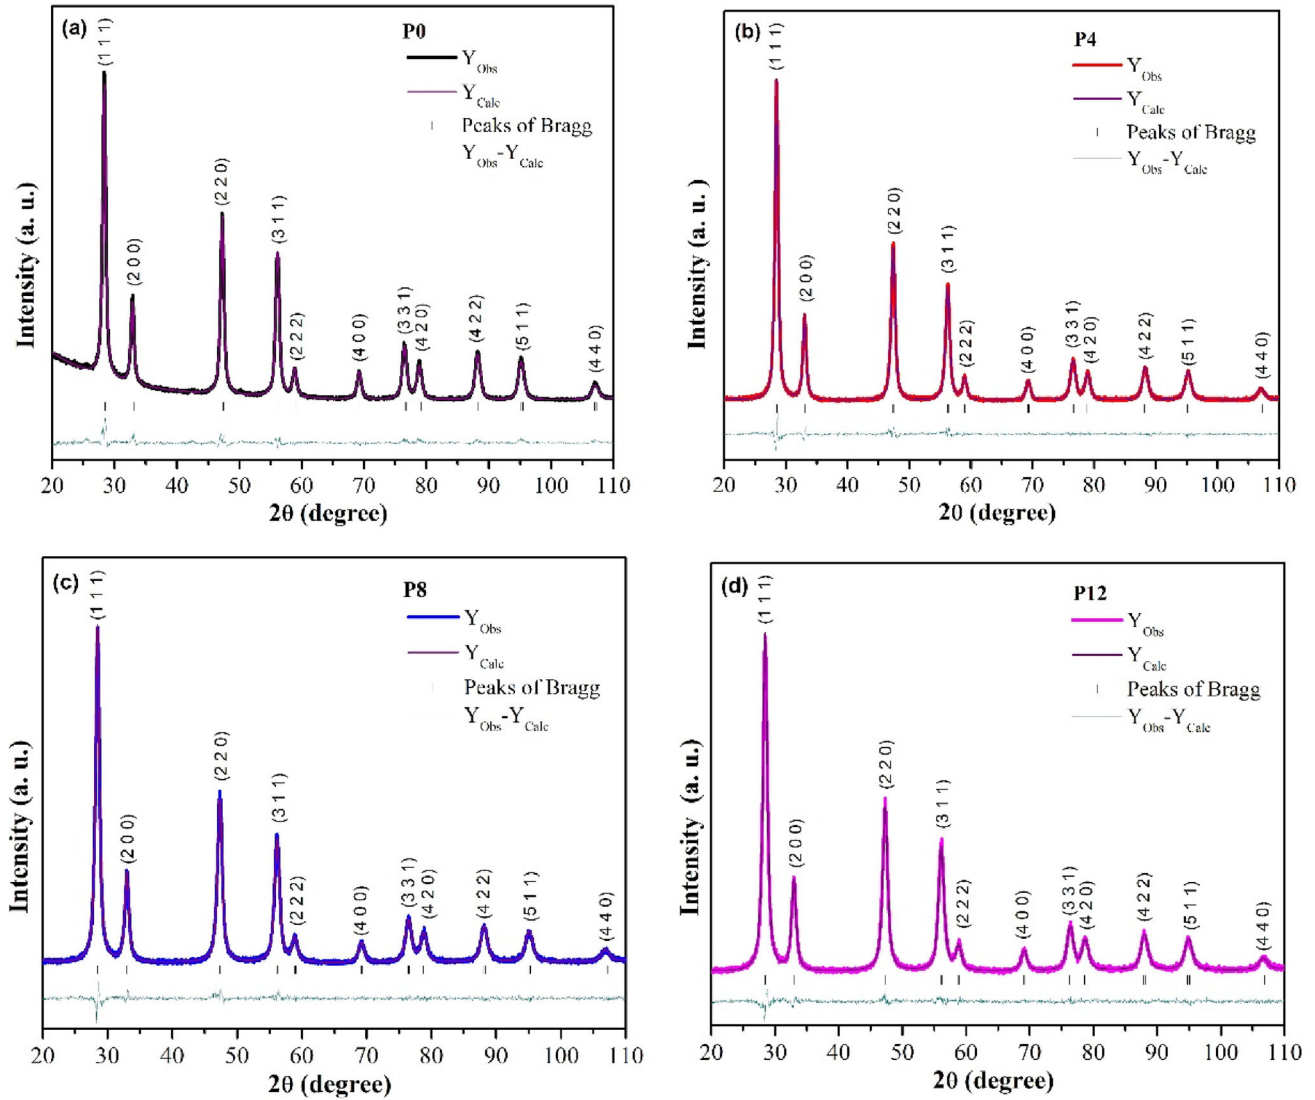 (a)
P0
Y_Obs
Y_Calc
Peaks of Bragg
Y_Obs-Y_Calc
(1 1 1)
(2 0 0)
(2 2 0)
(3 1 1)
(2 2 2)
(4 0 0)
(3 3 1)
(4 2 0)
(4 2 2)
(5 1 1)
(4 4 0)
Intensity (a. u.)
20 30 40 50 60 70 80 90 100 110
2θ (degree)
(b)
P4
Y_Obs
Y_Calc
Peaks of Bragg
Y_Obs-Y_Calc
(1 1 1)
(2 0 0)
(2 2 0)
(3 1 1)
(2 2 2)
(4 0 0)
(3 3 1)
(4 2 0)
(4 2 2)
(5 1 1)
(4 4 0)
Intensity (a. u. )
20 30 40 50 60 70 80 90 100 110
2θ (degree)
(c)
P8
Y_Obs
Y_Calc
Peaks of Bragg
Y_Obs-Y_Calc
(1 1 1)
(2 0 0)
(2 2 0)
(3 1 1)
(2 2 2)
(4 0 0)
(3 3 1)
(4 2 0)
(4 2 2)
(5 1 1)
(4 4 0)
Intensity (a. u.)
20 30 40 50 60 70 80 90 100 110
2θ (degree)
(d)
P12
Y_Obs
Y_Calc
Peaks of Bragg
Y_Obs-Y_Calc
(1 1 1)
(2 0 0)
(2 2 0)
(3 1 1)
(2 2 2)
(4 0 0)
(3 3 1)
(4 2 0)
(4 2 2)
(5 1 1)
(4 4 0)
Intensity (a. u.)
20 30 40 50 60 70 80 90 100 110
2θ (degree)